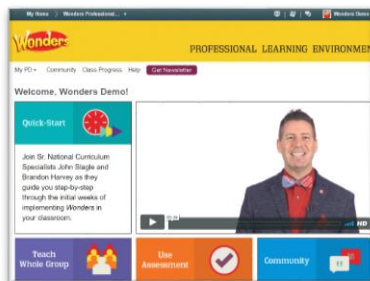 My Home
Wonders Professional...
Wonders Demo
Wonders
PROFESSIONAL LEARNING ENVIRONMEN
My PD
Community
Class Progress
Help
Get Newsletter
Welcome, Wonders Demo!
Quick-Start
Join Sr. National Curriculum
Specialists John Slagle and
Brandon Harvey as they
guide you step-by-step
through the initial weeks of
implementing Wonders in
your classroom.
HD
Teach
Whole Group
Use
Assessment
Community